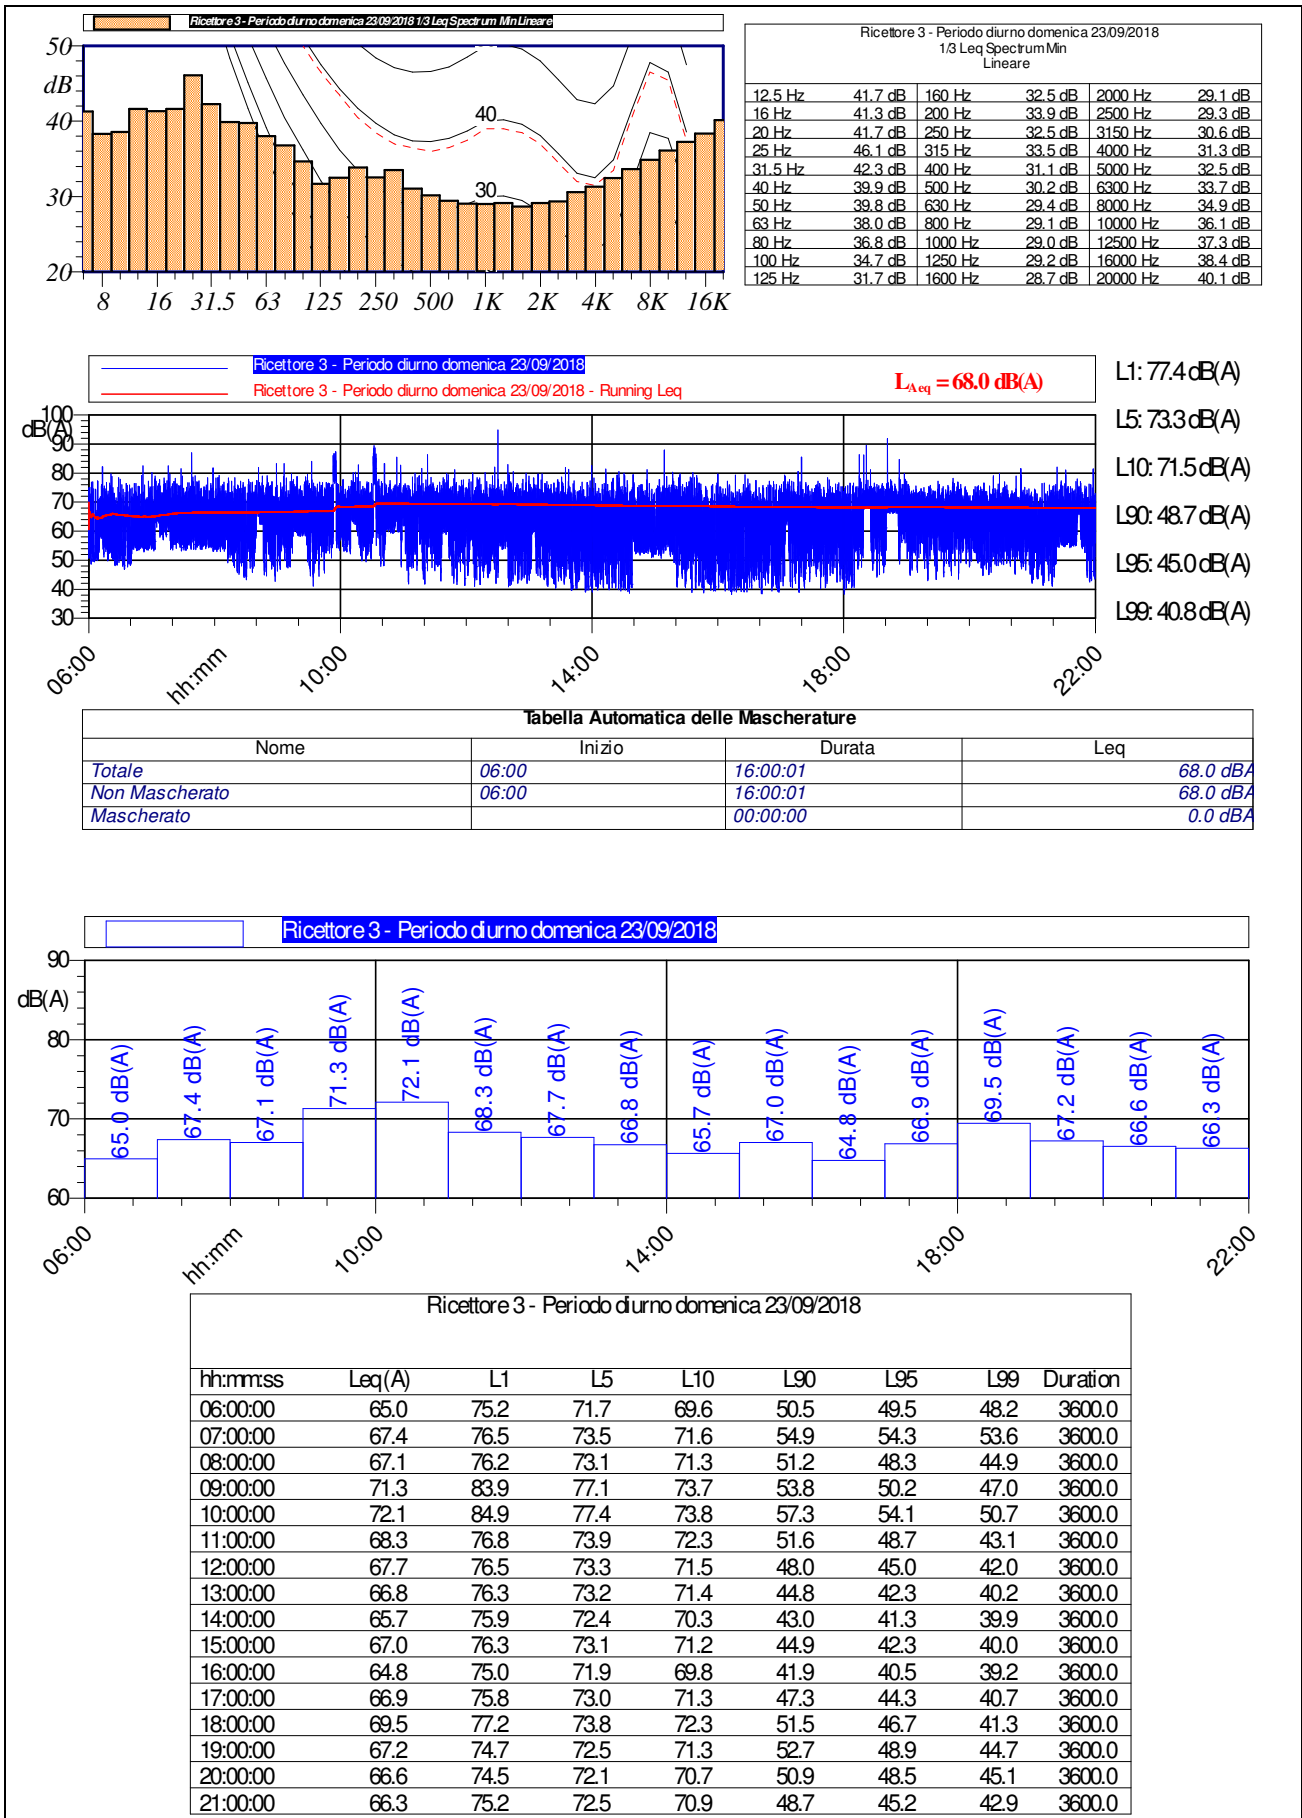 Ricettore 3 - Periodo diurno domenica 23/09/2018 1/3 Leq Spectrum Min Lineare
50
dB
40
30
20
40
30
8 16 31.5 63 125 250 500 1K 2K 4K 8K 16K
Ricettore 3 - Periodo diurno domenica 23/09/2018
1/3 Leq Spectrum Min
Lineare
12.5 Hz 41.7 dB 160 Hz 32.5 dB 2000 Hz 29.1 dB
16 Hz 41.3 dB 200 Hz 33.9 dB 2500 Hz 29.3 dB
20 Hz 41.7 dB 250 Hz 32.5 dB 3150 Hz 30.6 dB
25 Hz 46.1 dB 315 Hz 33.5 dB 4000 Hz 31.3 dB
31.5 Hz 42.3 dB 400 Hz 31.1 dB 5000 Hz 32.5 dB
40 Hz 39.9 dB 500 Hz 30.2 dB 6300 Hz 33.7 dB
50 Hz 39.8 dB 630 Hz 29.4 dB 8000 Hz 34.9 dB
63 Hz 38.0 dB 800 Hz 29.1 dB 10000 Hz 36.1 dB
80 Hz 36.8 dB 1000 Hz 29.0 dB 12500 Hz 37.3 dB
100 Hz 34.7 dB 1250 Hz 29.2 dB 16000 Hz 38.4 dB
125 Hz 31.7 dB 1600 Hz 28.7 dB 20000 Hz 40.1 dB
Ricettore 3 - Periodo diurno domenica 23/09/2018
Ricettore 3 - Periodo diurno domenica 23/09/2018 - Running Leq
LAeq = 68.0 dB(A)
L1: 77.4 dB(A)
L5: 73.3 dB(A)
L10: 71.5 dB(A)
L90: 48.7 dB(A)
L95: 45.0 dB(A)
L99: 40.8 dB(A)
100
dB(A)
90
80
70
60
50
40
30
06:00 hh:mm 10:00 14:00 18:00 22:00
Tabella Automatica delle Mascherature
Nome Inizio Durata Leq
Totale 06:00 16:00:01 68.0 dBA
Non Mascherato 06:00 16:00:01 68.0 dBA
Mascherato 00:00:00 0.0 dBA
Ricettore 3 - Periodo diurno domenica 23/09/2018
90
dB(A)
80
70
60
65.0 dB(A)
67.4 dB(A)
67.1 dB(A)
71.3 dB(A)
72.1 dB(A)
68.3 dB(A)
67.7 dB(A)
66.8 dB(A)
65.7 dB(A)
67.0 dB(A)
64.8 dB(A)
66.9 dB(A)
69.5 dB(A)
67.2 dB(A)
66.6 dB(A)
66.3 dB(A)
06:00 hh:mm 10:00 14:00 18:00 22:00
Ricettore 3 - Periodo diurno domenica 23/09/2018
hh:mm:ss Leq(A) L1 L5 L10 L90 L95 L99 Duration
06:00:00 65.0 75.2 71.7 69.6 50.5 49.5 48.2 3600.0
07:00:00 67.4 76.5 73.5 71.6 54.9 54.3 53.6 3600.0
08:00:00 67.1 76.2 73.1 71.3 51.2 48.3 44.9 3600.0
09:00:00 71.3 83.9 77.1 73.7 53.8 50.2 47.0 3600.0
10:00:00 72.1 84.9 77.4 73.8 57.3 54.1 50.7 3600.0
11:00:00 68.3 76.8 73.9 72.3 51.6 48.7 43.1 3600.0
12:00:00 67.7 76.5 73.3 71.5 48.0 45.0 42.0 3600.0
13:00:00 66.8 76.3 73.2 71.4 44.8 42.3 40.2 3600.0
14:00:00 65.7 75.9 72.4 70.3 43.0 41.3 39.9 3600.0
15:00:00 67.0 76.3 73.1 71.2 44.9 42.3 40.0 3600.0
16:00:00 64.8 75.0 71.9 69.8 41.9 40.5 39.2 3600.0
17:00:00 66.9 75.8 73.0 71.3 47.3 44.3 40.7 3600.0
18:00:00 69.5 77.2 73.8 72.3 51.5 46.7 41.3 3600.0
19:00:00 67.2 74.7 72.5 71.3 52.7 48.9 44.7 3600.0
20:00:00 66.6 74.5 72.1 70.7 50.9 48.5 45.1 3600.0
21:00:00 66.3 75.2 72.5 70.9 48.7 45.2 42.9 3600.0